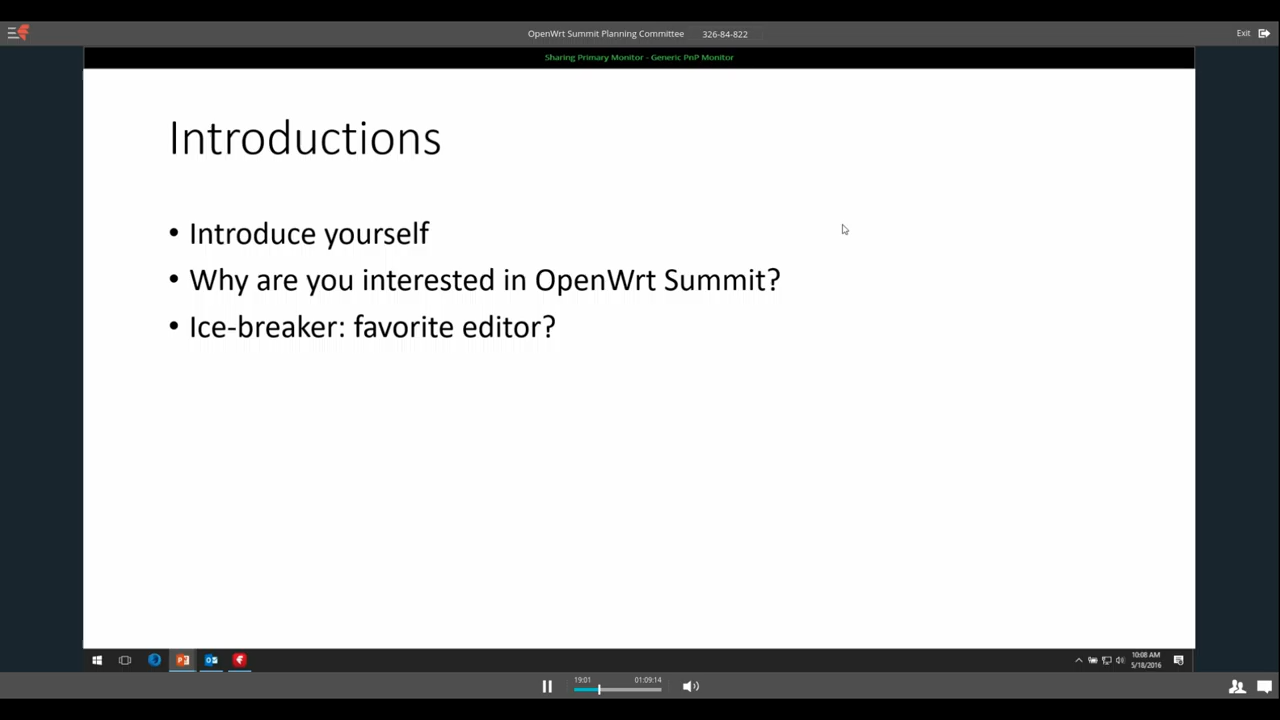 OpenWrt Summit Planning Committee 326-84-822
Exit
Sharing Primary Monitor - Generic PnP Monitor
Introductions
• Introduce yourself
• Why are you interested in OpenWrt Summit?
• Ice-breaker: favorite editor?
10:08 AM
5/18/2016
19:01 01:09:14